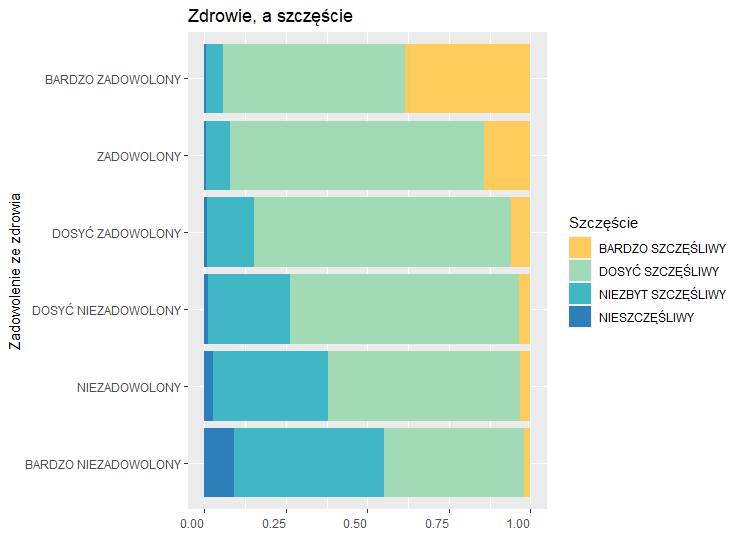 Zdrowie, a szczęście
Zadowolenie ze zdrowia
BARDZO ZADOWOLONY
ZADOWOLONY
DOSYĆ ZADOWOLONY
DOSYĆ NIEZADOWOLONY
NIEZADOWOLONY
BARDZO NIEZADOWOLONY
0.00 0.25 0.50 0.75 1.00
Szczęście
BARDZO SZCZĘŚLIWY
DOSYĆ SZCZĘŚLIWY
NIEZBYT SZCZĘŚLIWY
NIESZCZĘŚLIWY